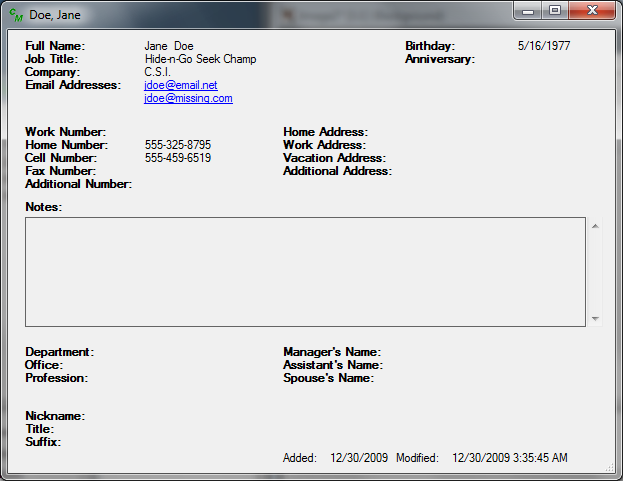 CM Doe, Jane
Full Name: Jane Doe Birthday: 5/16/1977
Job Title: Hide-n-Go Seek Champ Anniversary:
Company: C.S.I.
Email Addresses: jdoe@email.net
jdoe@missing.com
Work Number: Home Address:
Home Number: 555-325-8795 Work Address:
Cell Number: 555-459-6519 Vacation Address:
Fax Number: Additional Address:
Additional Number:
Notes:
Department: Manager's Name:
Office: Assistant's Name:
Profession: Spouse's Name:
Nickname:
Title:
Suffix:
Added: 12/30/2009 Modified: 12/30/2009 3:35:45 AM